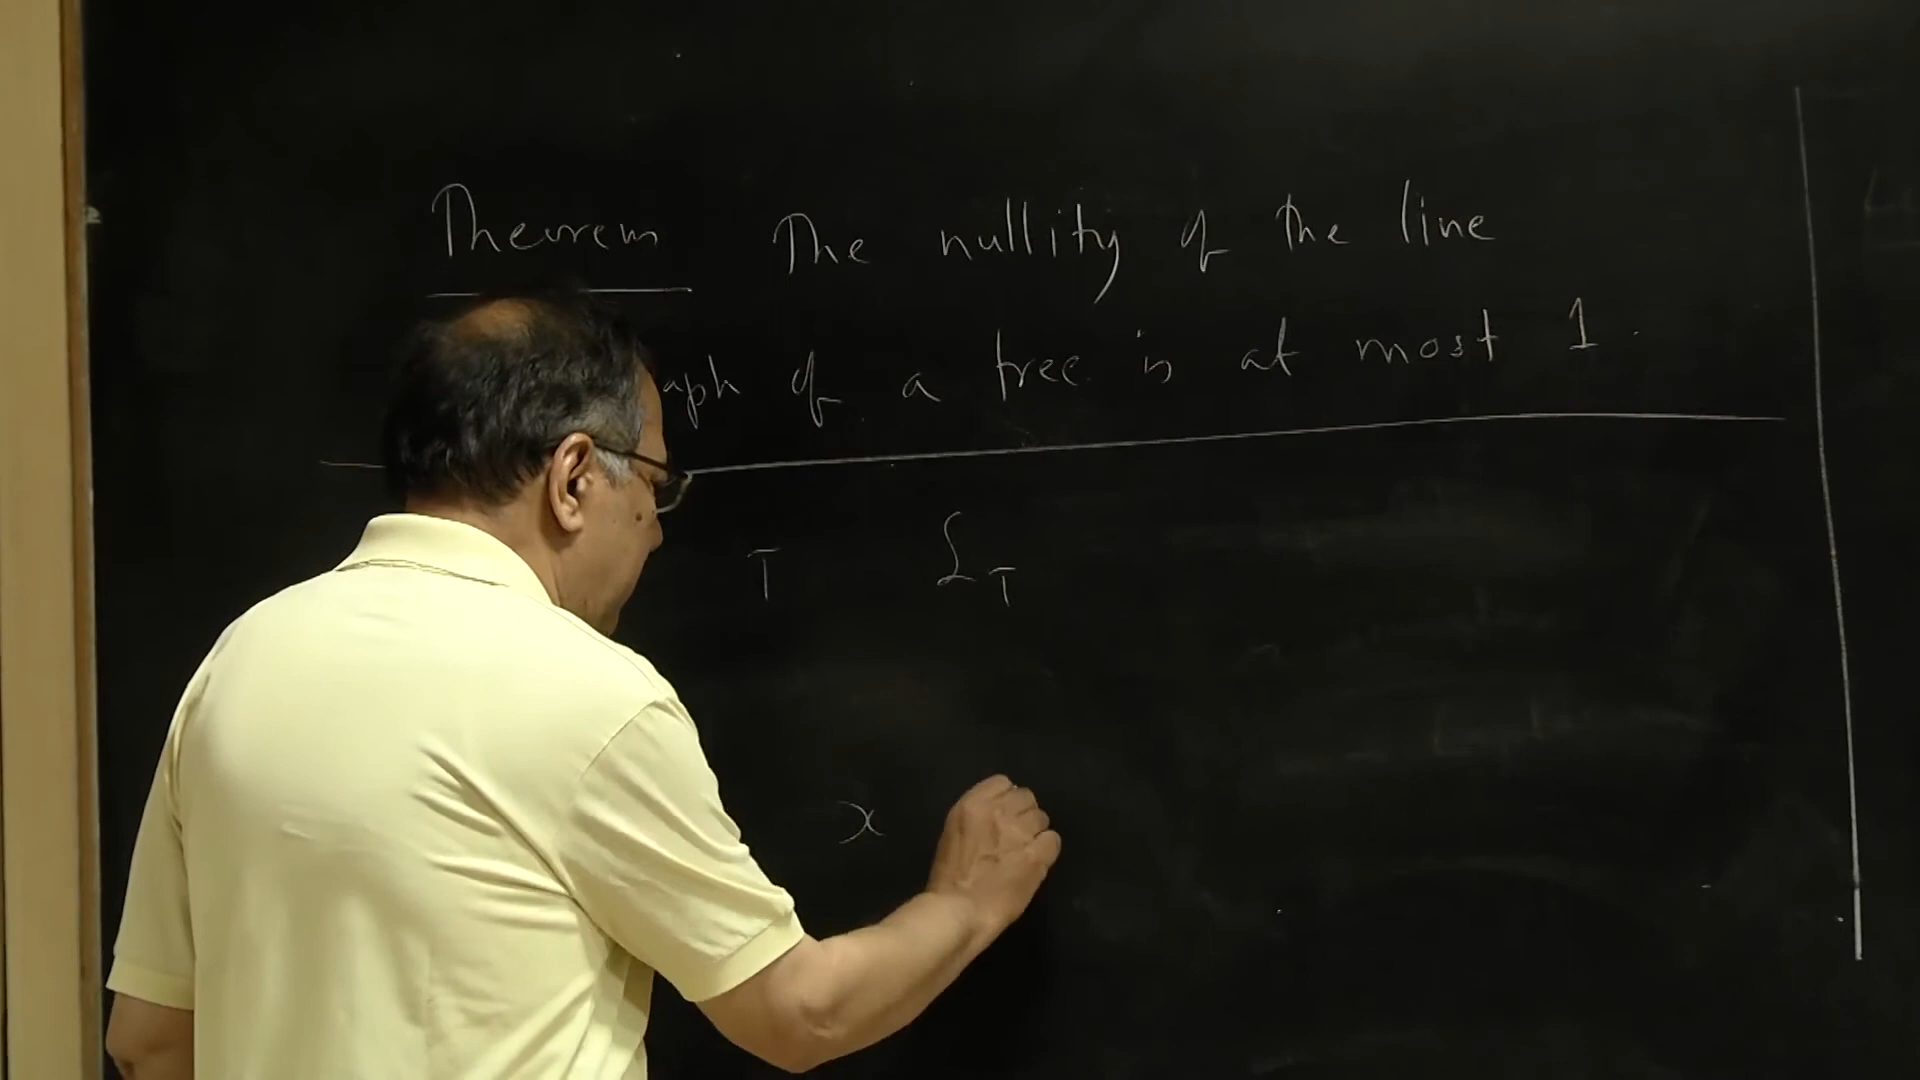 Theorem The nullity of the line
aph of a tree is at most 1.
T L_T
x